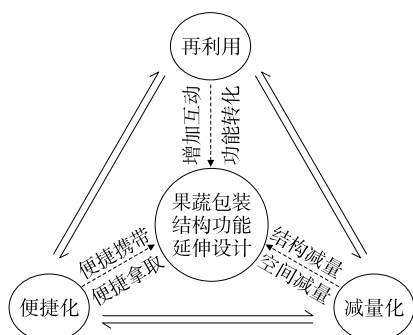 再利用
增加互动
功能转化
果蔬包装
结构功能
延伸设计
便捷携带
便捷拿取
结构减量
空间减量
便捷化
减量化